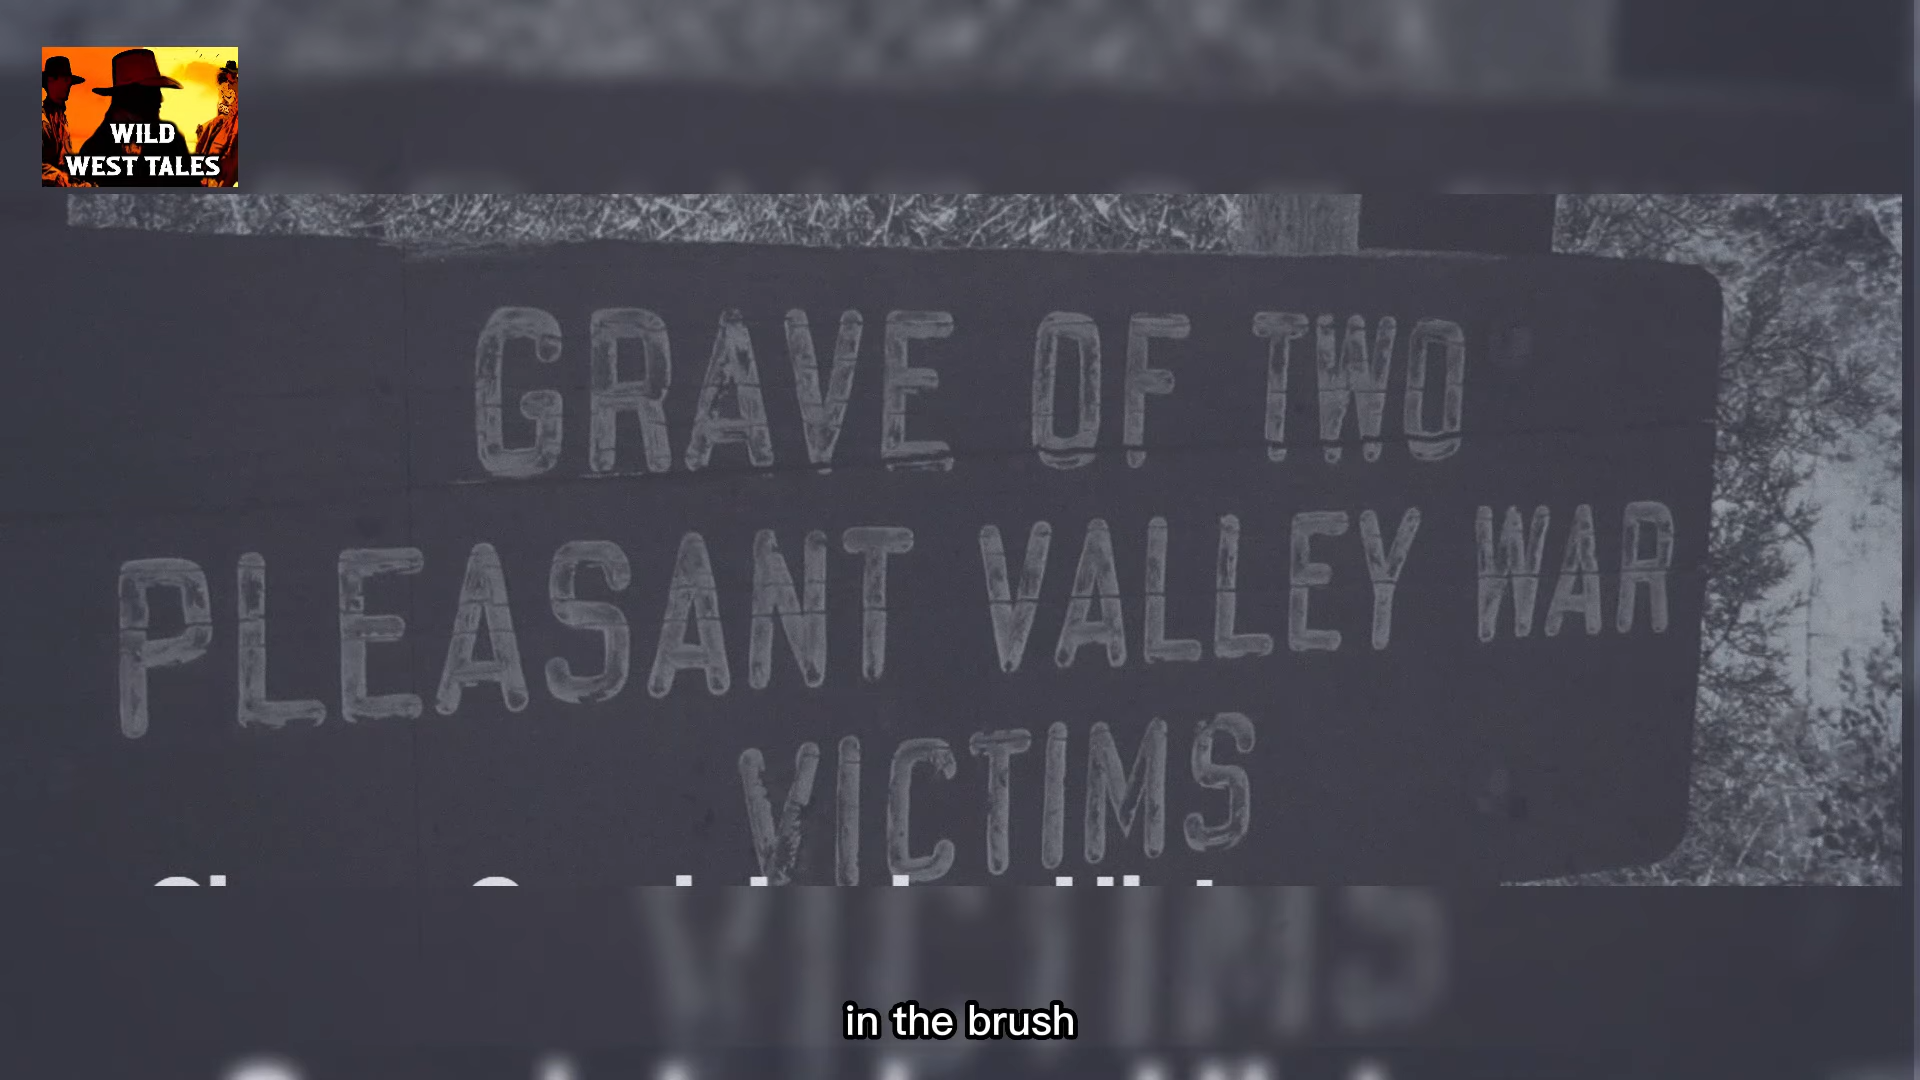 WILD
WEST TALES
GRAVE OF TWO
PLEASANT VALLEY WAR
VICTIMS
in the brush